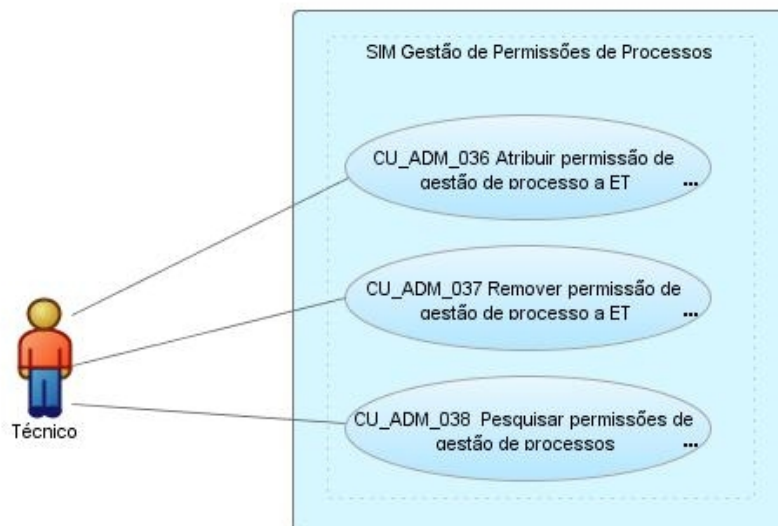 SIM Gestão de Permissões de Processos
CU_ADM_036 Atribuir permissão de
gestão de processo a ET
...
CU_ADM_037 Remover permissão de
gestão de processo a ET
...
CU_ADM_038 Pesquisar permissões de
gestão de processos
...
Técnico